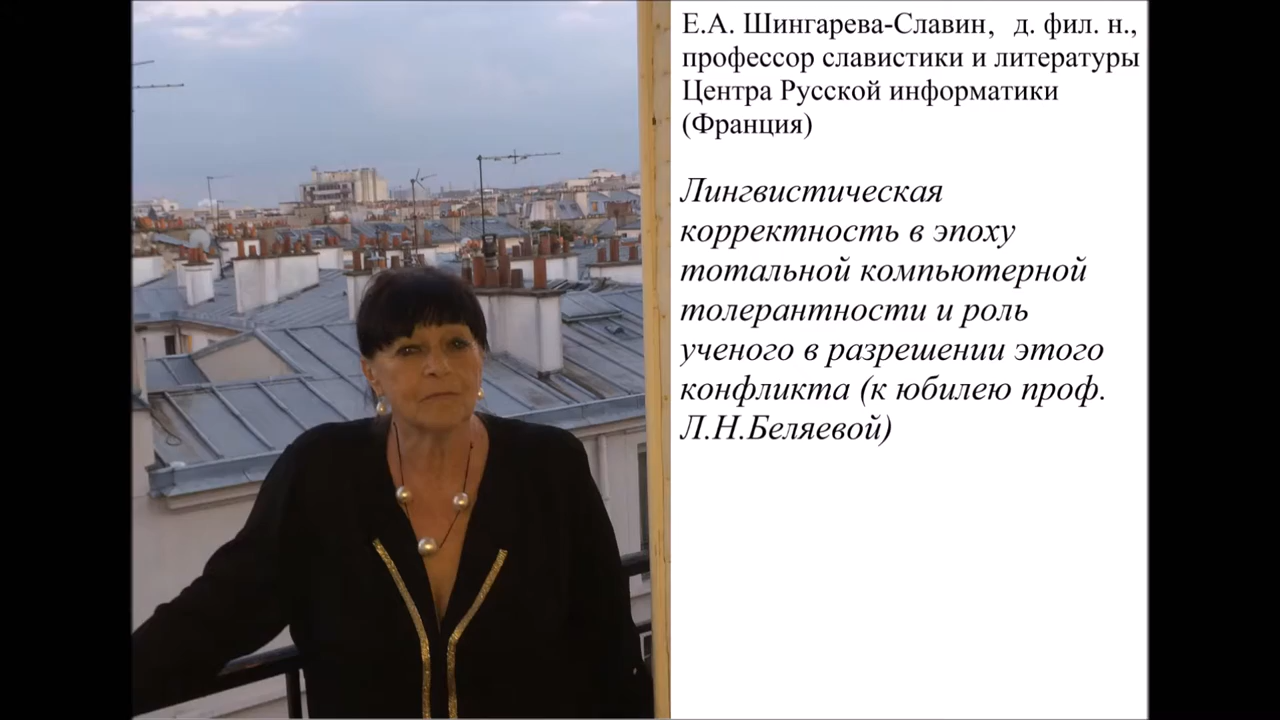 Е.А. Шингарева-Славин, д. фил. н.,
профессор славистики и литературы
Центра Русской информатики
(Франция)
Лингвистическая
корректность в эпоху
тотальной компьютерной
толерантности и роль
ученого в разрешении этого
конфликта (к юбилею проф.
Л.Н.Беляевой)